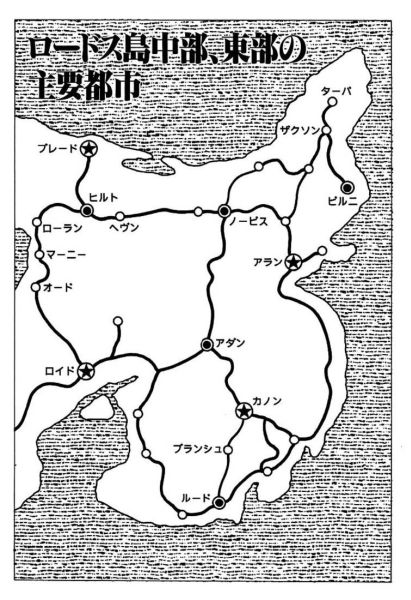 ロードス島中部、東部の
主要都市
ターバ
ザクソン
ブレード
ビルニ
ヒルト
ノービス
ローラン
ヘヴン
マーニー
アラン
オード
アダン
ロイド
カノン
ブランシュ
ルード